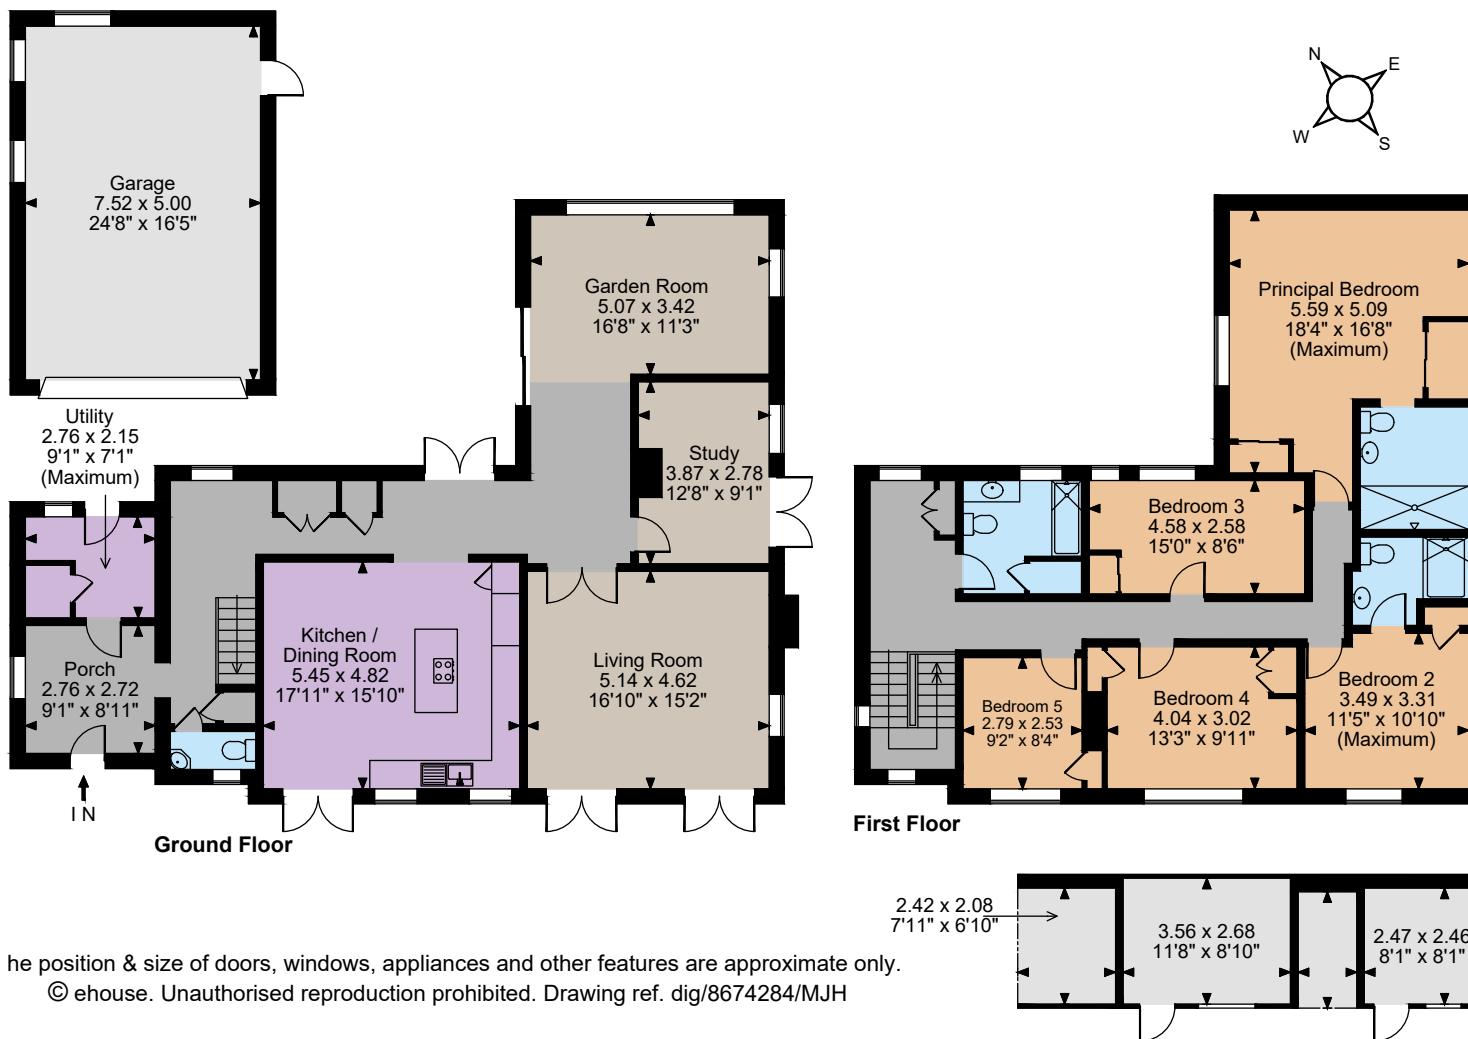 N
E
W
S
Garage
7.52 x 5.00
24'8" x 16'5"
Utility
2.76 x 2.15
9'1" x 7'1"
(Maximum)
Garden Room
5.07 x 3.42
16'8" x 11'3"
Study
3.87 x 2.78
12'8" x 9'1"
Kitchen /
Dining Room
5.45 x 4.82
17'11" x 15'10"
Living Room
5.14 x 4.62
16'10" x 15'2"
Porch
2.76 x 2.72
9'1" x 8'11"
IN
Ground Floor
Principal Bedroom
5.59 x 5.09
18'4" x 16'8"
(Maximum)
Bedroom 3
4.58 x 2.58
15'0" x 8'6"
Bedroom 5
2.79 x 2.53
9'2" x 8'4"
Bedroom 4
4.04 x 3.02
13'3" x 9'11"
Bedroom 2
3.49 x 3.31
11'5" x 10'10"
(Maximum)
First Floor
2.42 x 2.08
7'11" x 6'10"
3.56 x 2.68
11'8" x 8'10"
2.47 x 2.46
8'1" x 8'1"
he position & size of doors, windows, appliances and other features are approximate only.
© ehouse. Unauthorised reproduction prohibited. Drawing ref. dig/8674284/MJH